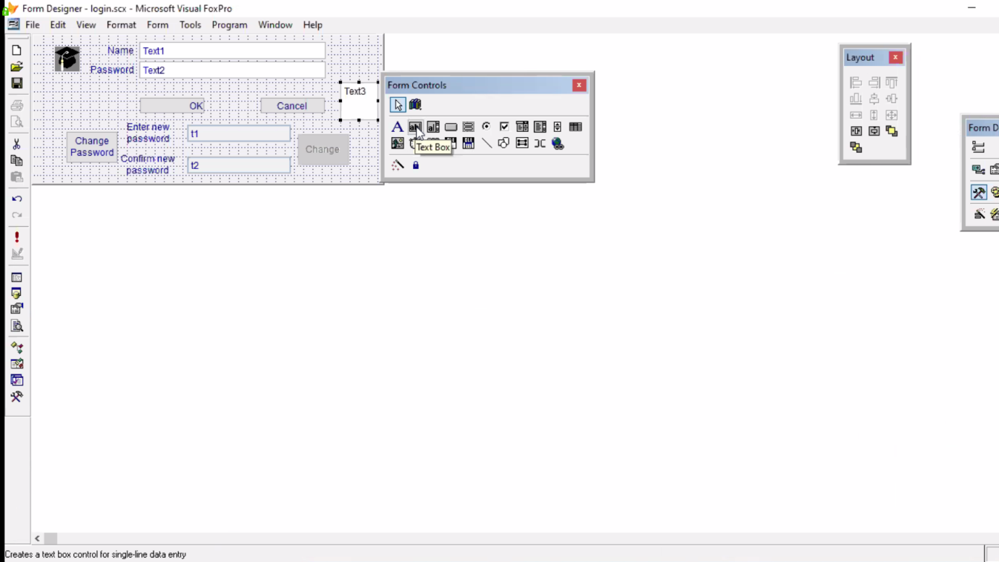 Form Designer - login.scx - Microsoft Visual FoxPro
File Edit View Format Form Tools Program Window Help
Name Text1
Password Text2
Text3
OK Cancel
Enter new
password
t1
Change
Password
Change
Confirm new
password
t2
Form Controls
Text Box
Layout
Form D
Creates a text box control for single-line data entry